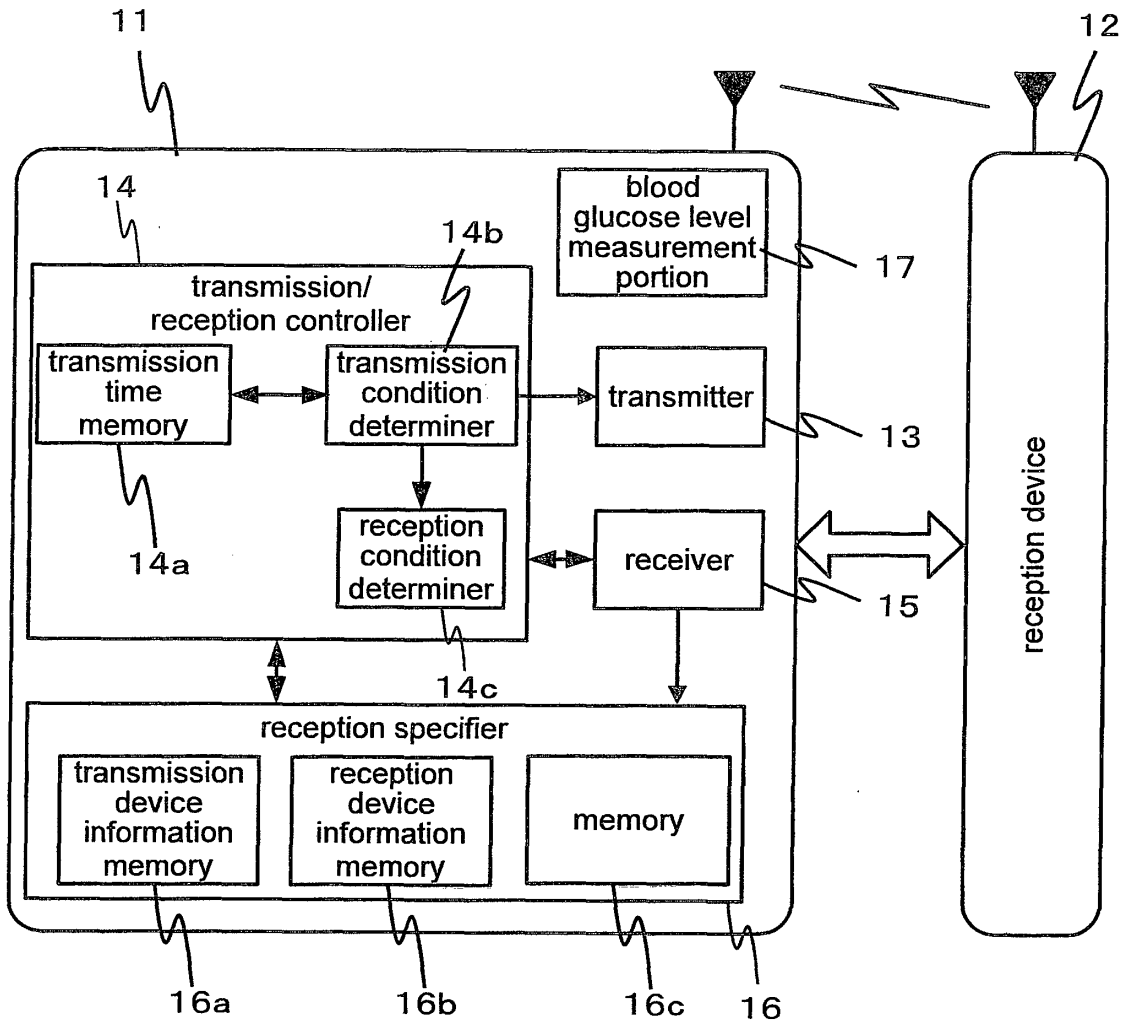 11
12
14
14b
blood
glucose level
measurement
portion
17
transmission/
reception controller
transmission
time
memory
transmission
condition
determiner
transmitter
13
14a
reception
condition
determiner
receiver
15
reception device
14c
reception specifier
transmission
device
information
memory
reception
device
information
memory
memory
16a
16b
16c
16